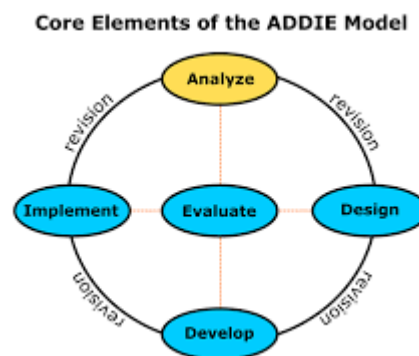 Core Elements of the ADDIE Model
Analyze
revision
revision
Implement
Evaluate
Design
revision
revision
Develop